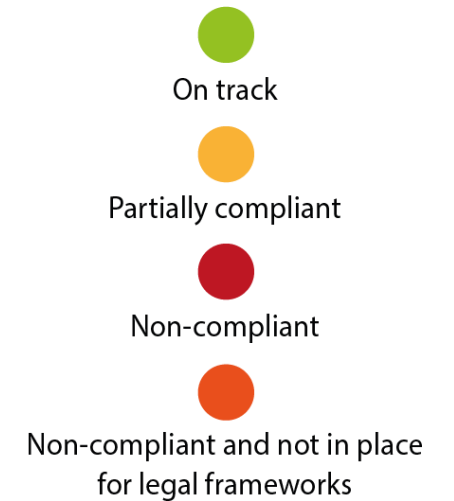 On track
Partially compliant
Non-compliant
Non-compliant and not in place
for legal frameworks